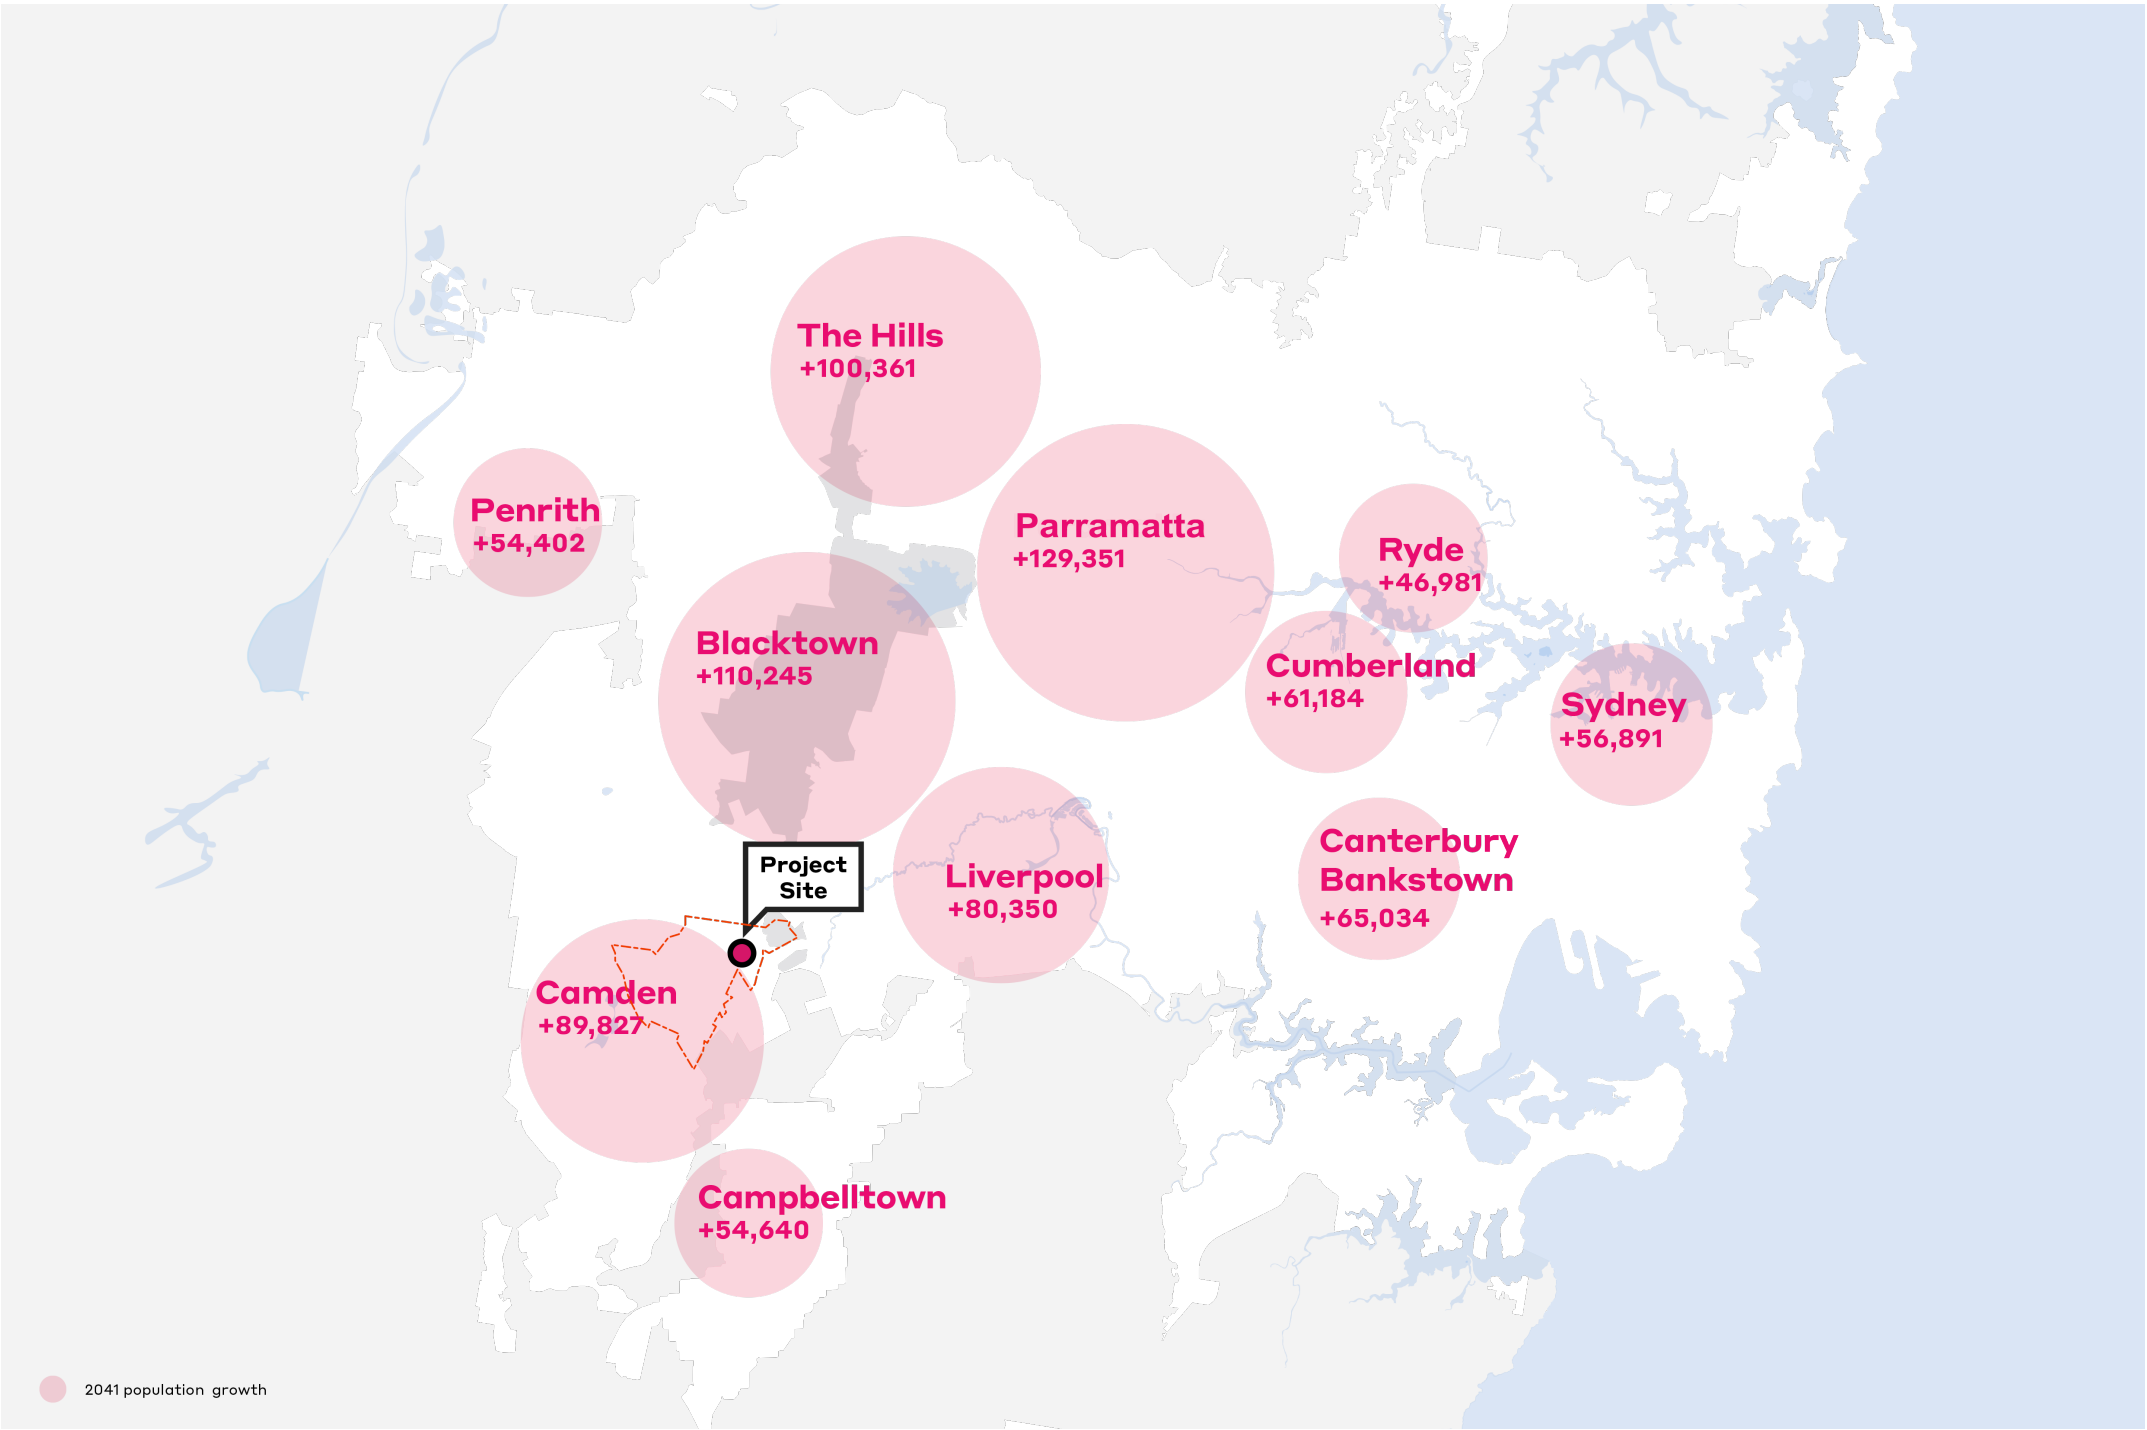 The Hills
+100,361
Penrith
+54,402
Parramatta
+129,351
Ryde
+46,981
Blacktown
+110,245
Cumberland
+61,184
Sydney
+56,891
Project
Site
Liverpool
+80,350
Canterbury
Bankstown
+65,034
Camden
+89,827
Campbelltown
+54,640
2041 population growth